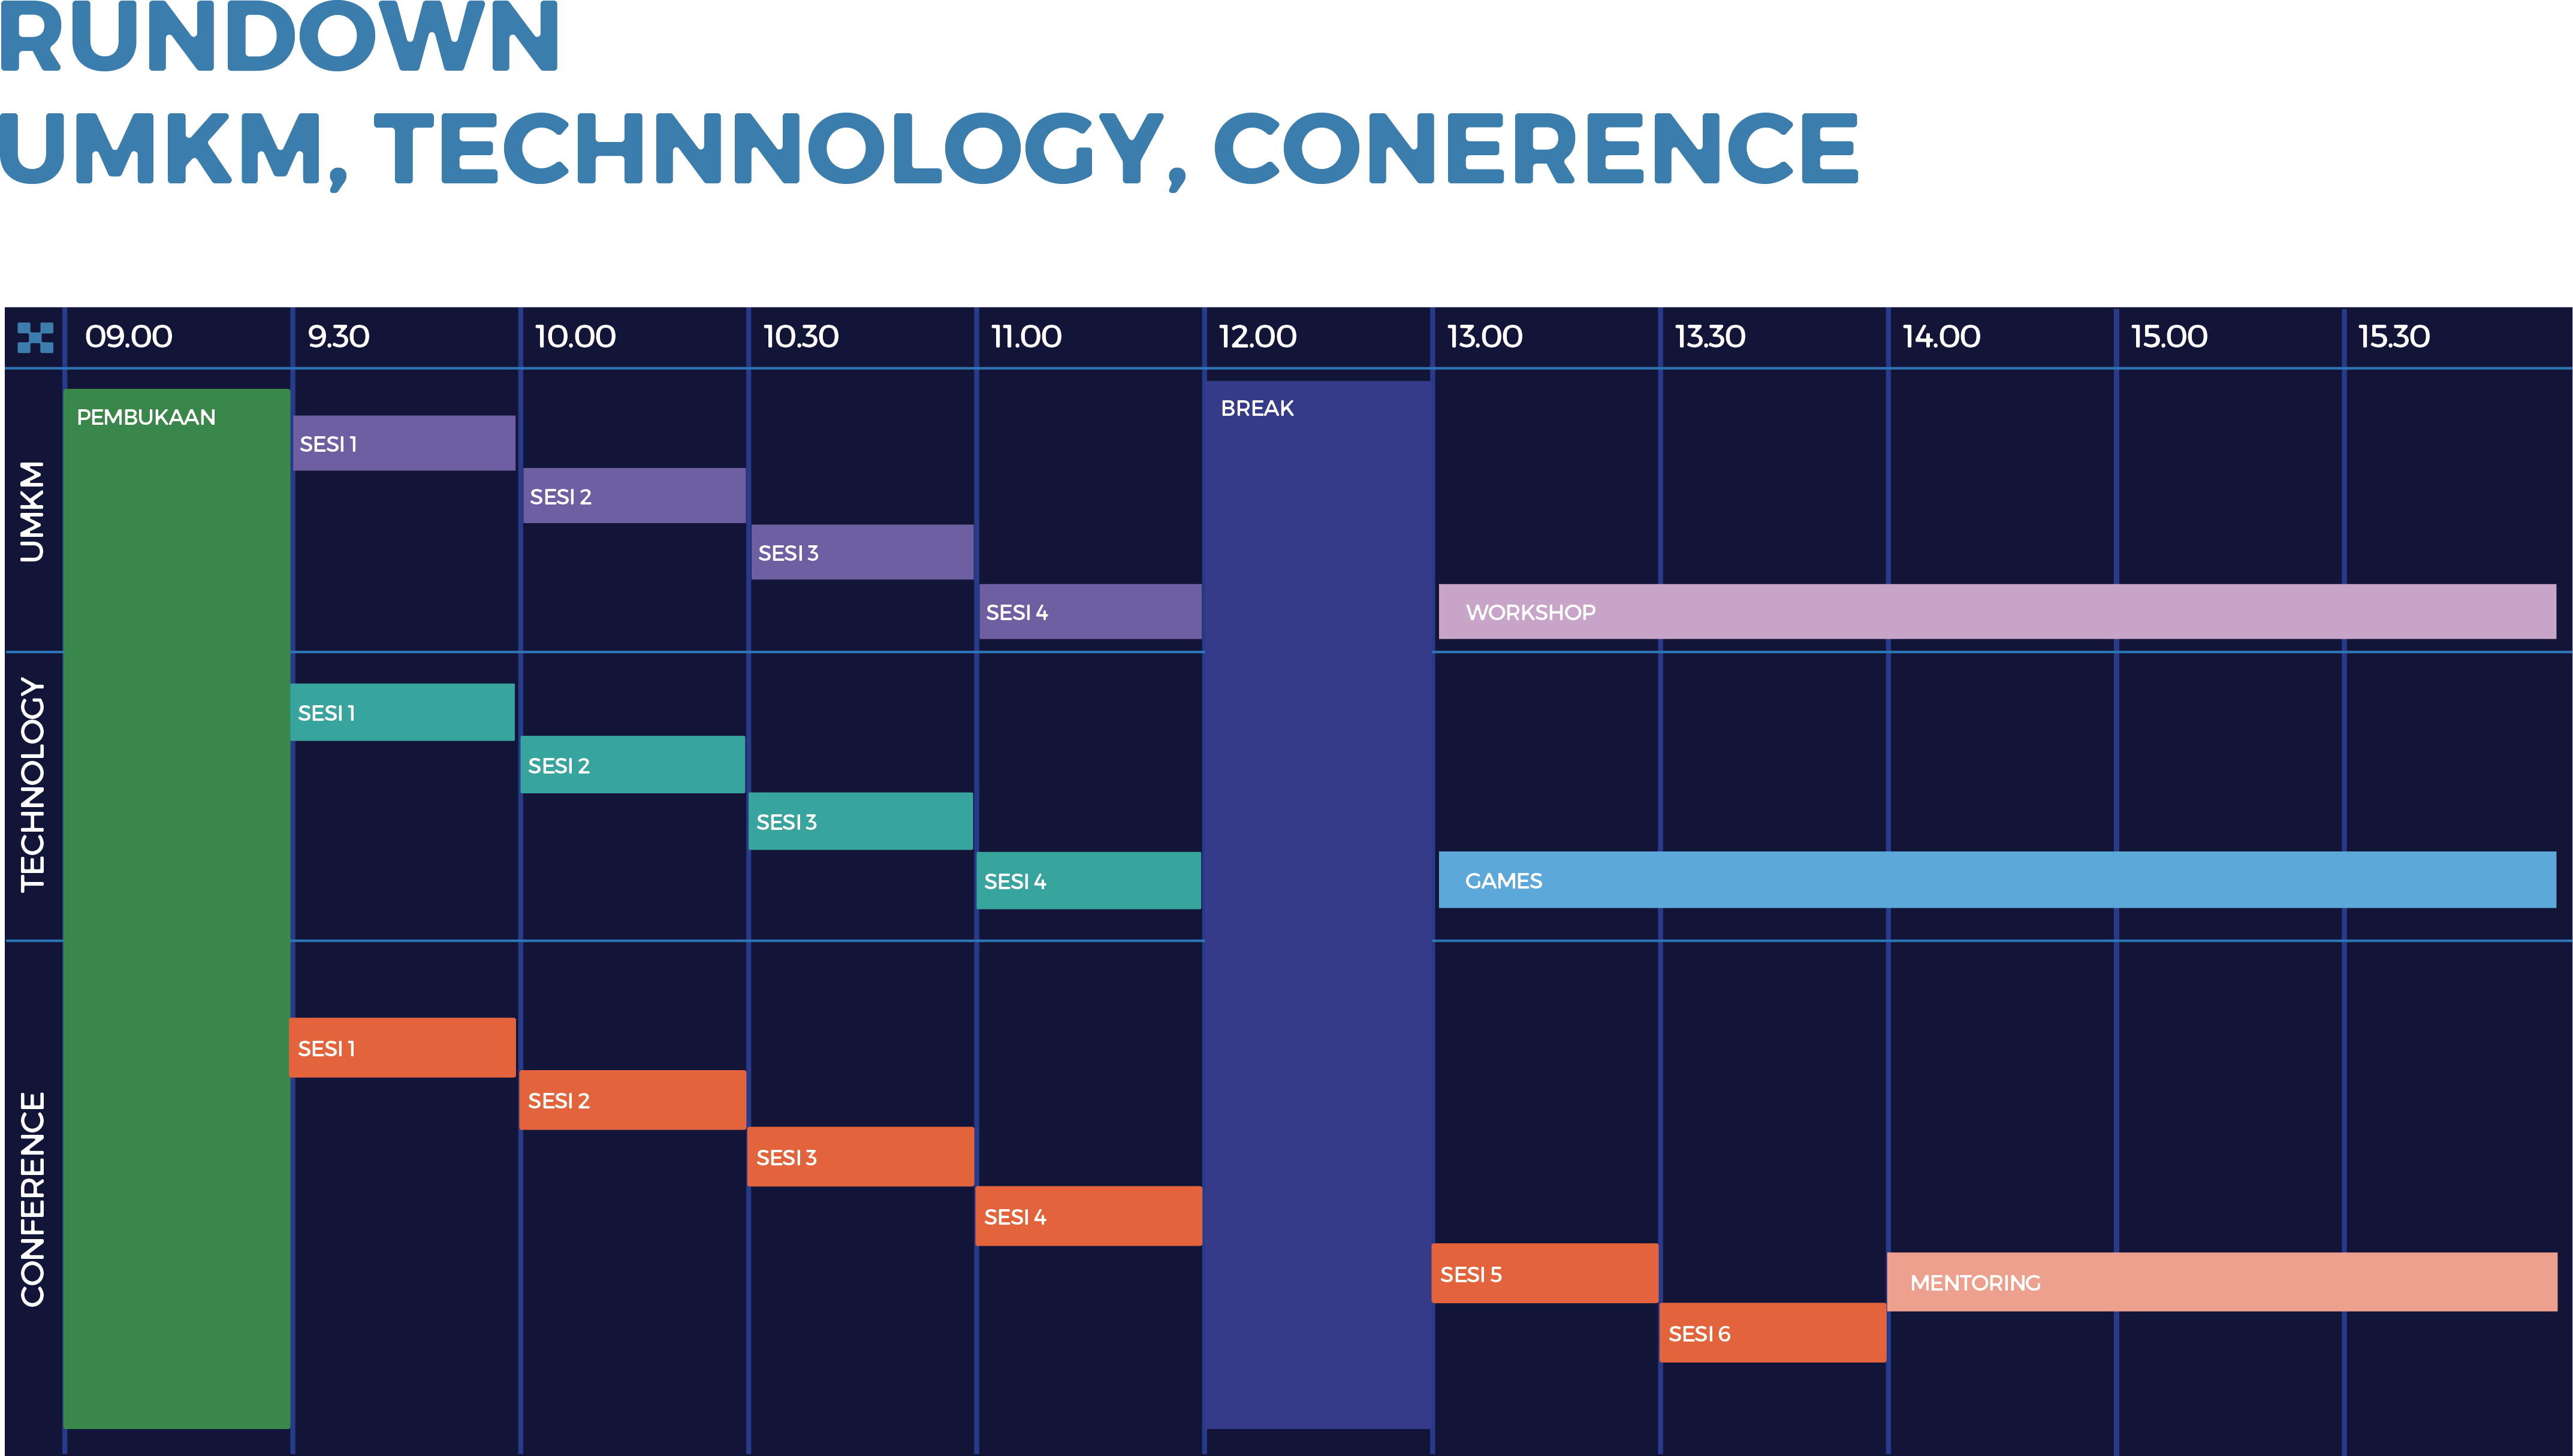 RUNDOWN
UMKM, TECHNNOLOGY, CONERENCE
09.00 9.30 10.00 10.30 11.00 12.00 13.00 13.30 14.00 15.00 15.30
UMKM
PEMBUKAAN
BREAK
SESI 1
SESI 2
SESI 3
SESI 4
WORKSHOP
TECHNOLOGY
SESI 1
SESI 2
SESI 3
SESI 4
GAMES
CONFERENCE
SESI 1
SESI 2
SESI 3
SESI 4
SESI 5
MENTORING
SESI 6